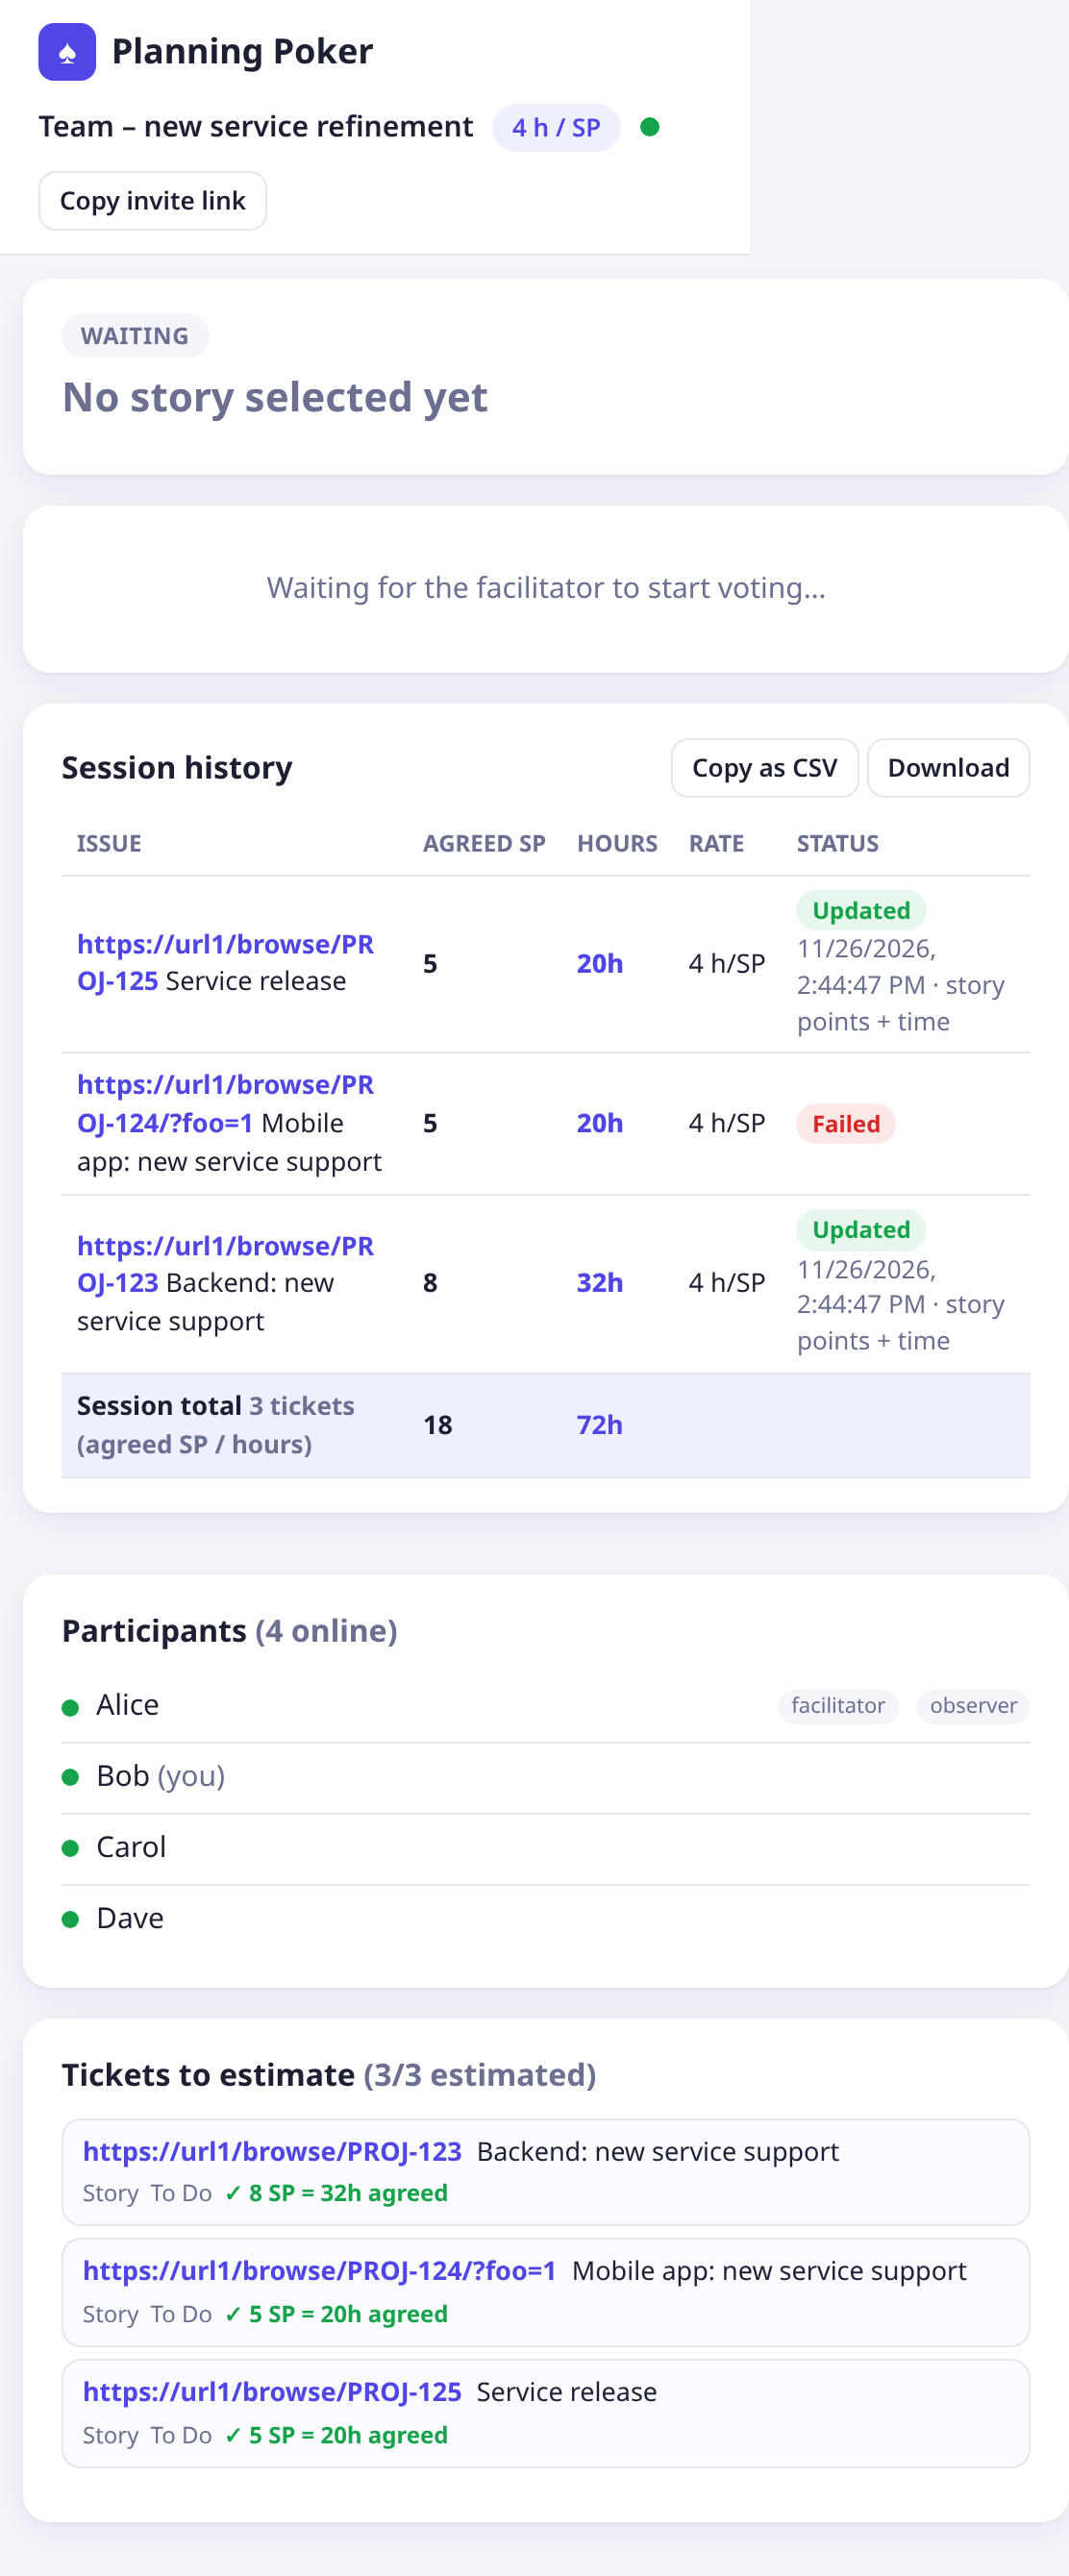 ♠ Planning Poker
Team – new service refinement 4 h / SP
Copy invite link
WAITING
No story selected yet
Waiting for the facilitator to start voting…
Session history Copy as CSV Download
ISSUE AGREED SP HOURS RATE STATUS
https://url1/browse/PR
OJ-125 Service release
5 20h 4 h/SP
Updated
11/26/2026,
2:44:47 PM · story
points + time
https://url1/browse/PR
OJ-124/?foo=1 Mobile
app: new service support
5 20h 4 h/SP Failed
https://url1/browse/PR
OJ-123 Backend: new
service support
8 32h 4 h/SP
Updated
11/26/2026,
2:44:47 PM · story
points + time
Session total 3 tickets
(agreed SP / hours)
18 72h
Participants (4 online)
Alice facilitator observer
Bob (you)
Carol
Dave
Tickets to estimate (3/3 estimated)
https://url1/browse/PROJ-123 Backend: new service support
Story To Do ✓ 8 SP = 32h agreed
https://url1/browse/PROJ-124/?foo=1 Mobile app: new service support
Story To Do ✓ 5 SP = 20h agreed
https://url1/browse/PROJ-125 Service release
Story To Do ✓ 5 SP = 20h agreed